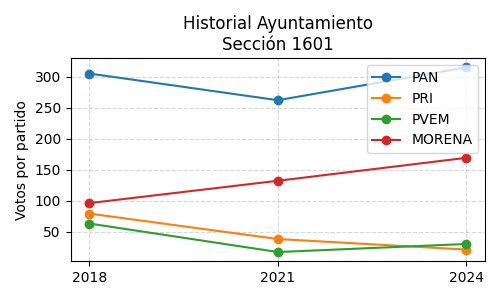 Historial Ayuntamiento
Sección 1601
Votos por partido
300
250
200
150
100
50
2018
2021
2024
PAN
PRI
PVEM
MORENA